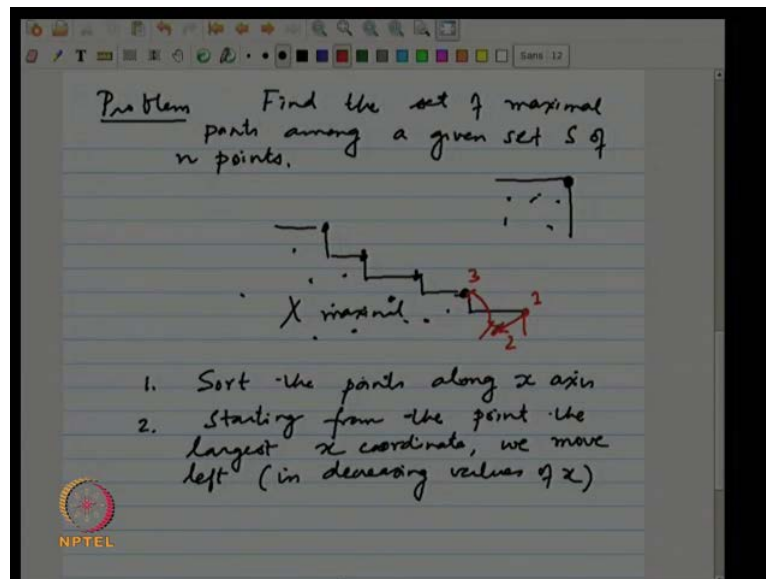 Sans 12
Problem Find the set of maximal
points among a given set S of
n points.
3
1
X maximal
2
1. Sort the points along x axis
2. Starting from the point the
largest x coordinate, we move
left (in decreasing values of x)
NPTEL